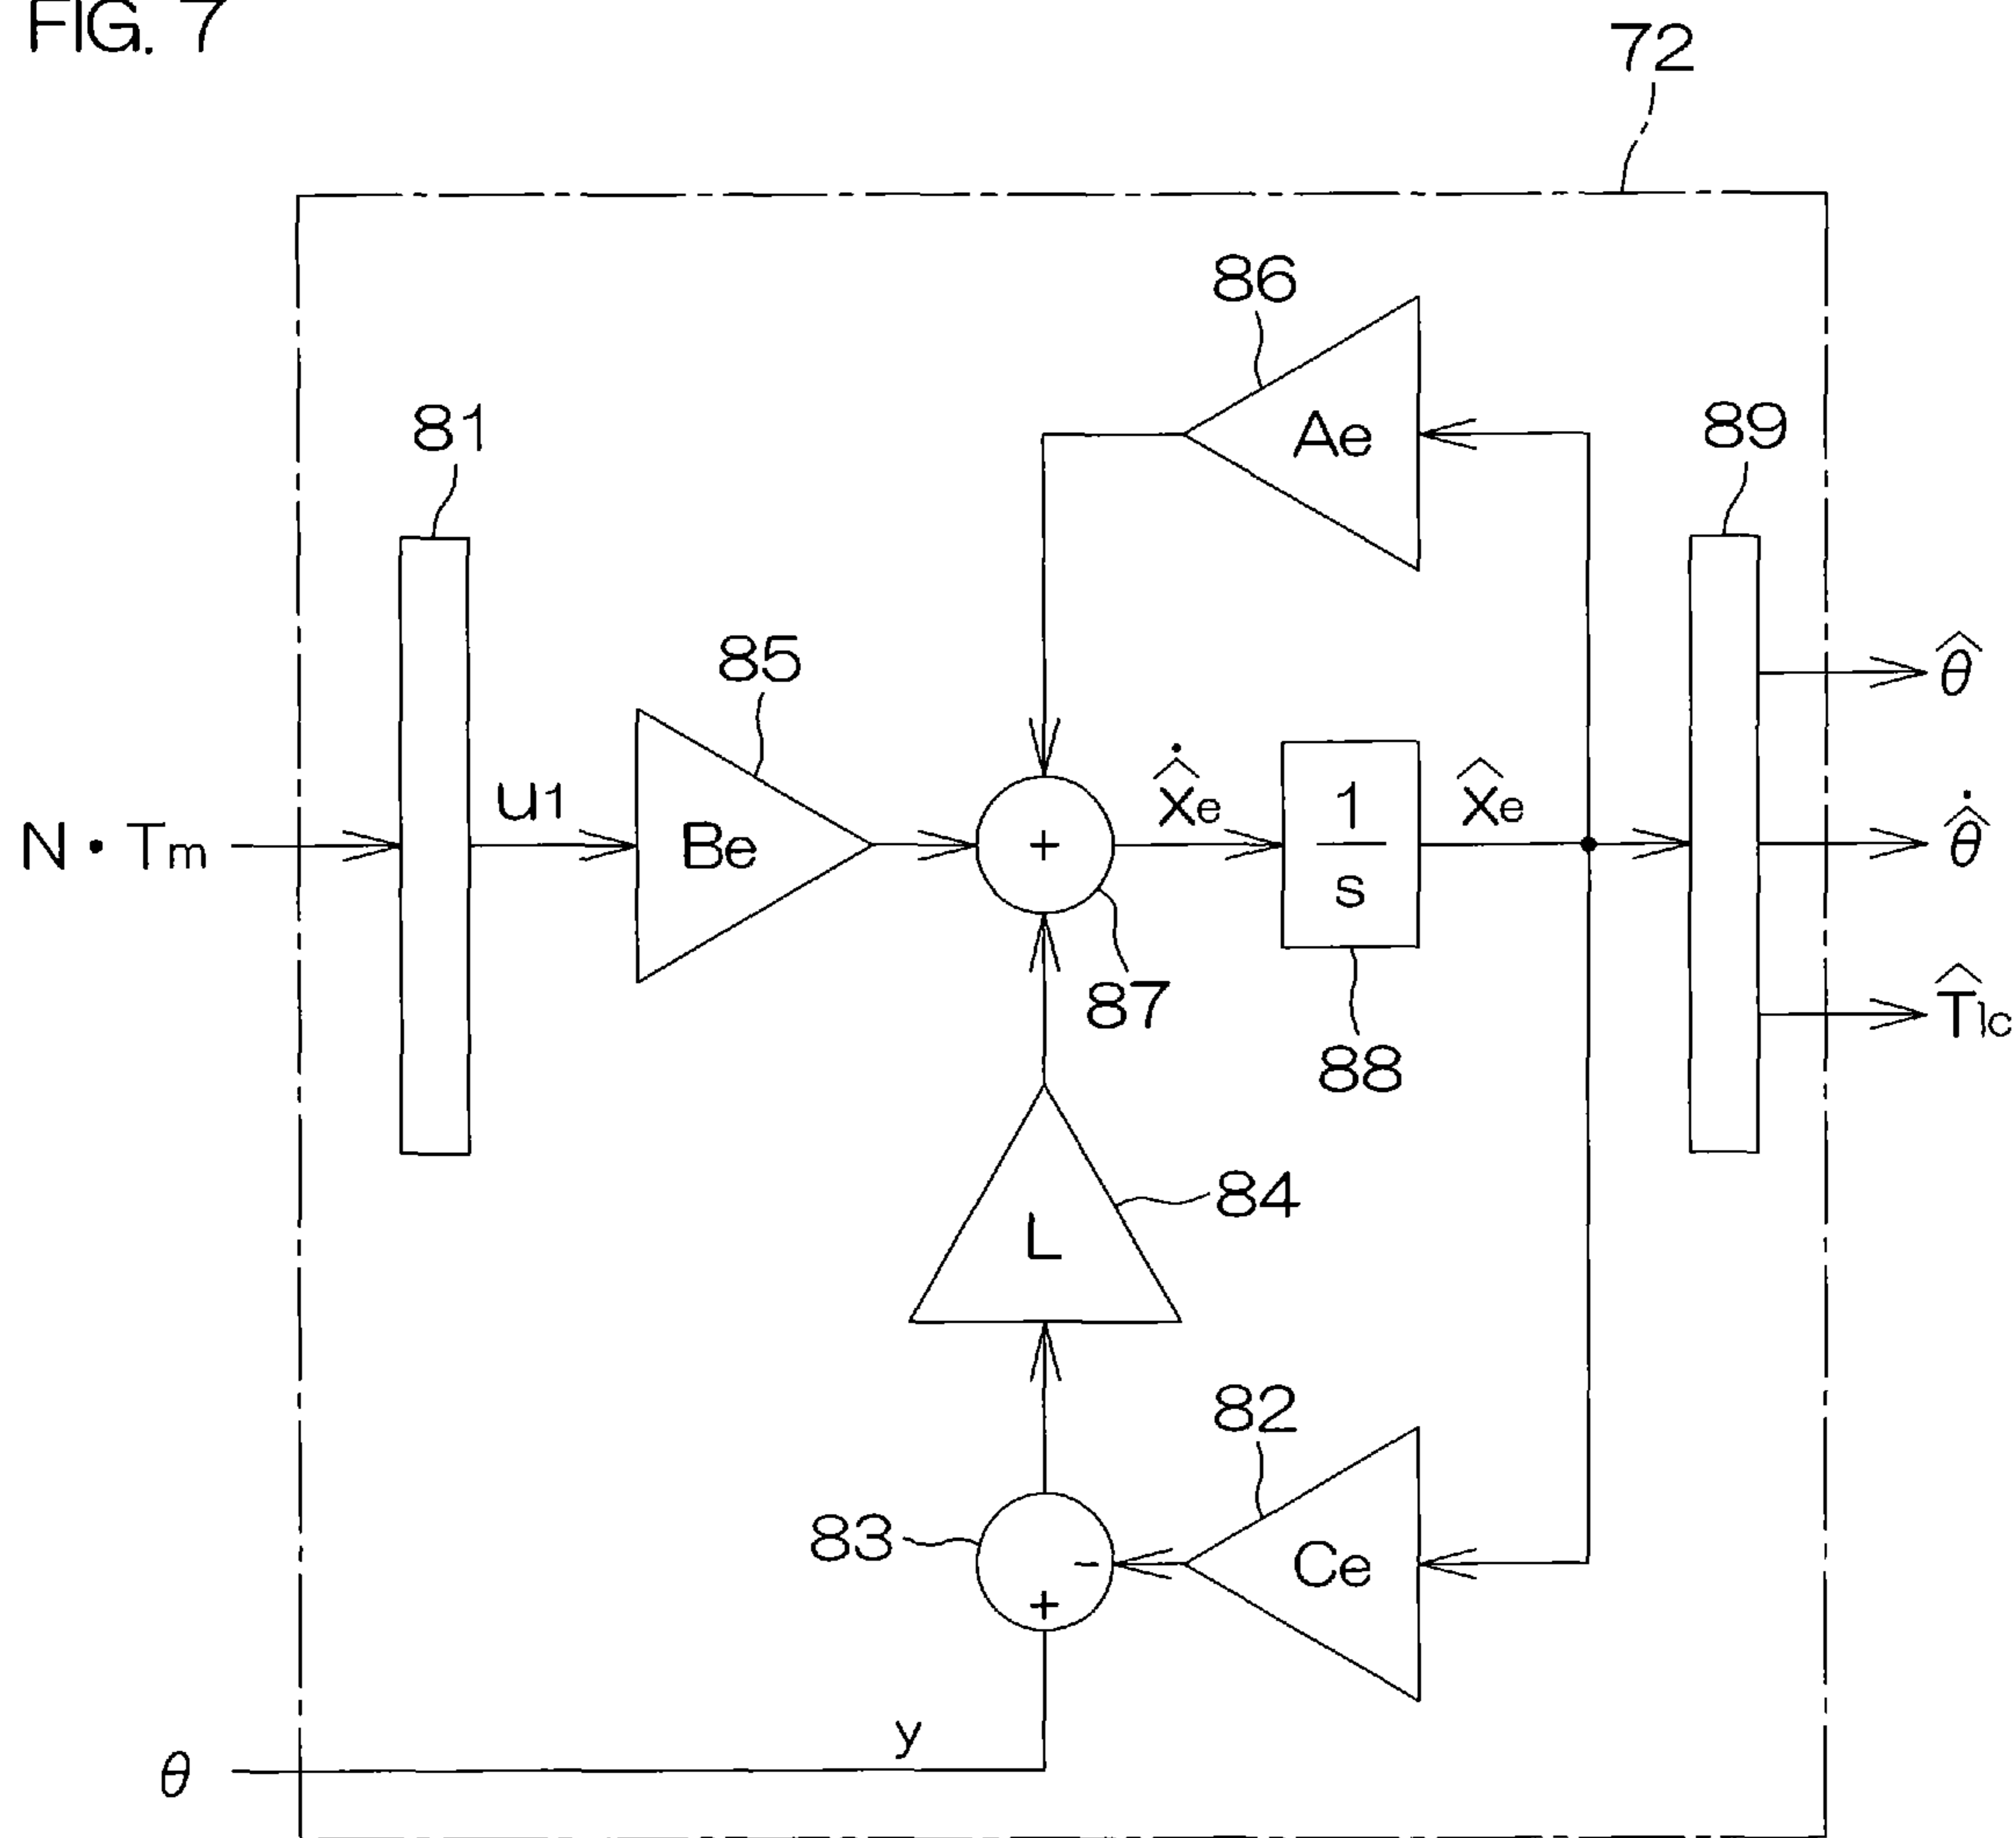 FIG. 7
72
86
Ae
81
89
85
u1
Be
+
x̂̇e
1
s
x̂e
N・Tm
θ̂
θ̂̇
T̂lc
87
88
84
L
82
83
-
+
Ce
y
θ